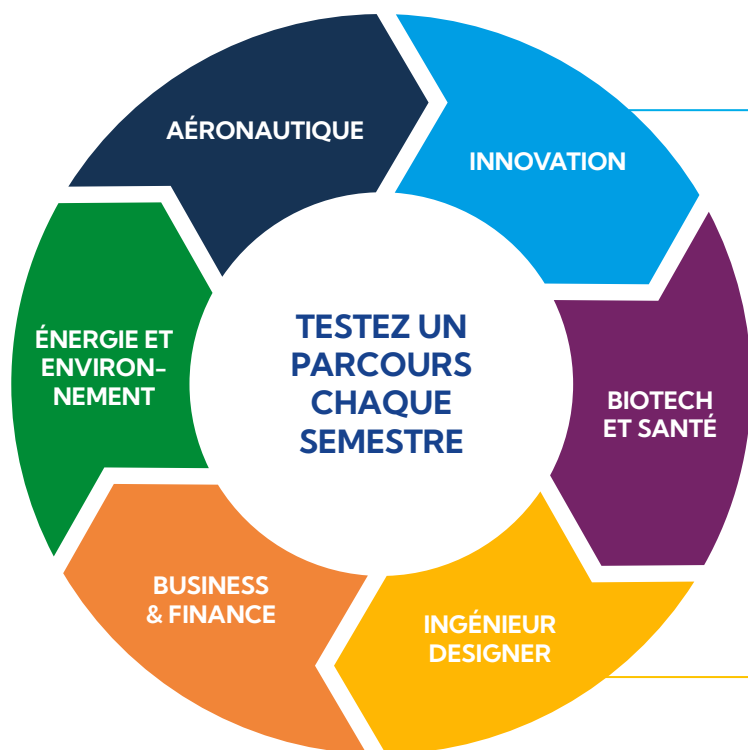 AÉRONAUTIQUE
INNOVATION
ÉNERGIE ET
ENVIRON-
NEMENT
TESTEZ UN
PARCOURS
CHAQUE
SEMESTRE
BIOTECH
ET SANTÉ
BUSINESS
& FINANCE
INGÉNIEUR
DESIGNER